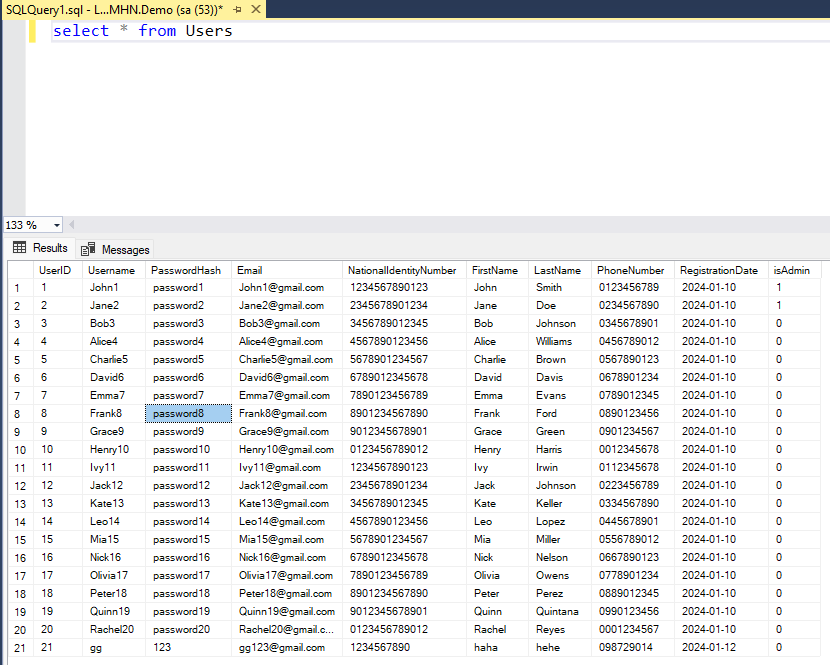 SQLQuery1.sql - L...MHN.Demo (sa (53))*
select * from Users
133 %
Results Messages
UserID Username PasswordHash Email NationalIdentityNumber FirstName LastName PhoneNumber RegistrationDate isAdmin
1 1 John1 password1 John1@gmail.com 1234567890123 John Smith 0123456789 2024-01-10 1
2 2 Jane2 password2 Jane2@gmail.com 2345678901234 Jane Doe 0234567890 2024-01-10 1
3 3 Bob3 password3 Bob3@gmail.com 3456789012345 Bob Johnson 0345678901 2024-01-10 0
4 4 Alice4 password4 Alice4@gmail.com 4567890123456 Alice Williams 0456789012 2024-01-10 0
5 5 Charlie5 password5 Charlie5@gmail.com 5678901234567 Charlie Brown 0567890123 2024-01-10 0
6 6 David6 password6 David6@gmail.com 6789012345678 David Davis 0678901234 2024-01-10 0
7 7 Emma7 password7 Emma7@gmail.com 7890123456789 Emma Evans 0789012345 2024-01-10 0
8 8 Frank8 password8 Frank8@gmail.com 8901234567890 Frank Ford 0890123456 2024-01-10 0
9 9 Grace9 password9 Grace9@gmail.com 9012345678901 Grace Green 0901234567 2024-01-10 0
10 10 Henry10 password10 Henry10@gmail.com 0123456789012 Henry Harris 0012345678 2024-01-10 0
11 11 Ivy11 password11 Ivy11@gmail.com 1234567890123 Ivy Irwin 0112345678 2024-01-10 0
12 12 Jack12 password12 Jack12@gmail.com 2345678901234 Jack Johnson 0223456789 2024-01-10 0
13 13 Kate13 password13 Kate13@gmail.com 3456789012345 Kate Keller 0334567890 2024-01-10 0
14 14 Leo14 password14 Leo14@gmail.com 4567890123456 Leo Lopez 0445678901 2024-01-10 0
15 15 Mia15 password15 Mia15@gmail.com 5678901234567 Mia Miller 0556789012 2024-01-10 0
16 16 Nick16 password16 Nick16@gmail.com 6789012345678 Nick Nelson 0667890123 2024-01-10 0
17 17 Olivia17 password17 Olivia17@gmail.com 7890123456789 Olivia Owens 0778901234 2024-01-10 0
18 18 Peter18 password18 Peter18@gmail.com 8901234567890 Peter Perez 0889012345 2024-01-10 0
19 19 Quinn19 password19 Quinn19@gmail.com 9012345678901 Quinn Quintana 0990123456 2024-01-10 0
20 20 Rachel20 password20 Rachel20@gmail.c... 0123456789012 Rachel Reyes 0001234567 2024-01-10 0
21 21 gg 123 gg123@gmail.com 1234567890 haha hehe 098729014 2024-01-12 0